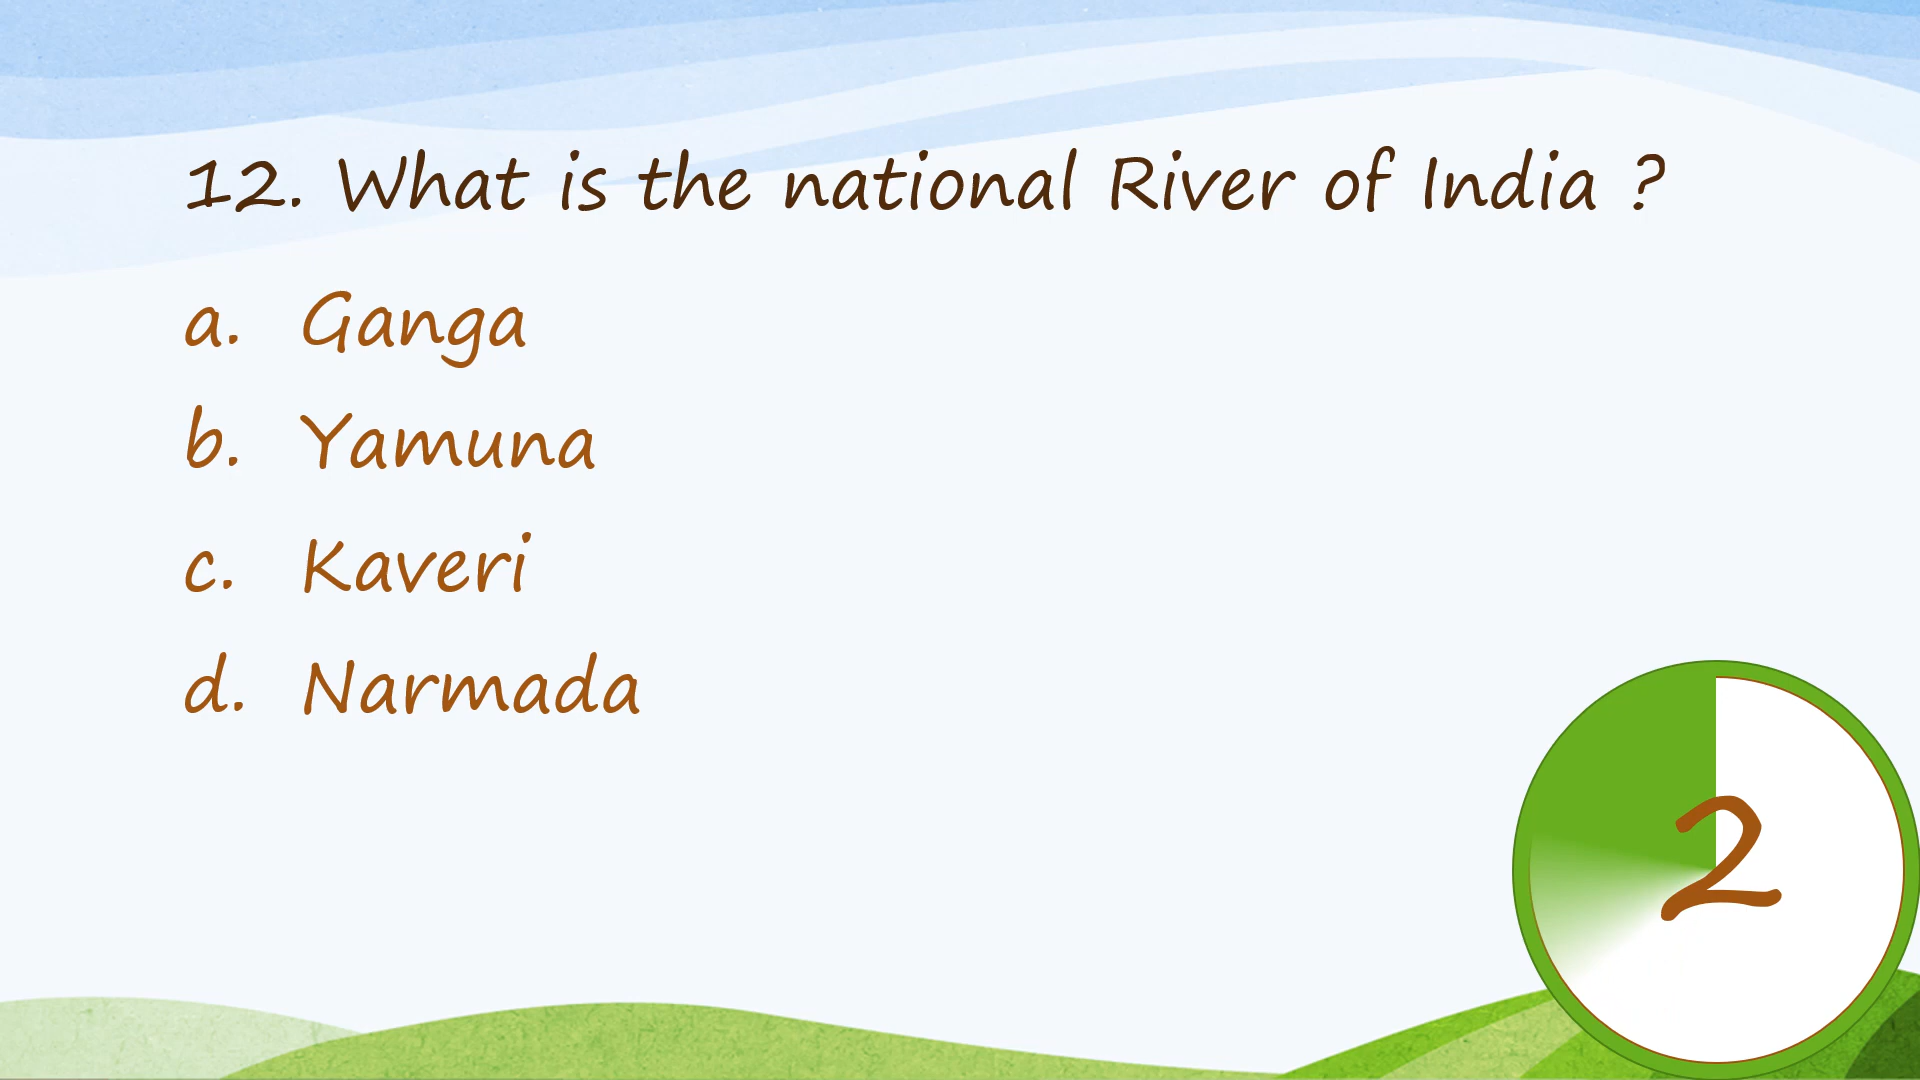 12. What is the national River of India ?
a. Ganga
b. Yamuna
c. Kaveri
d. Narmada
2